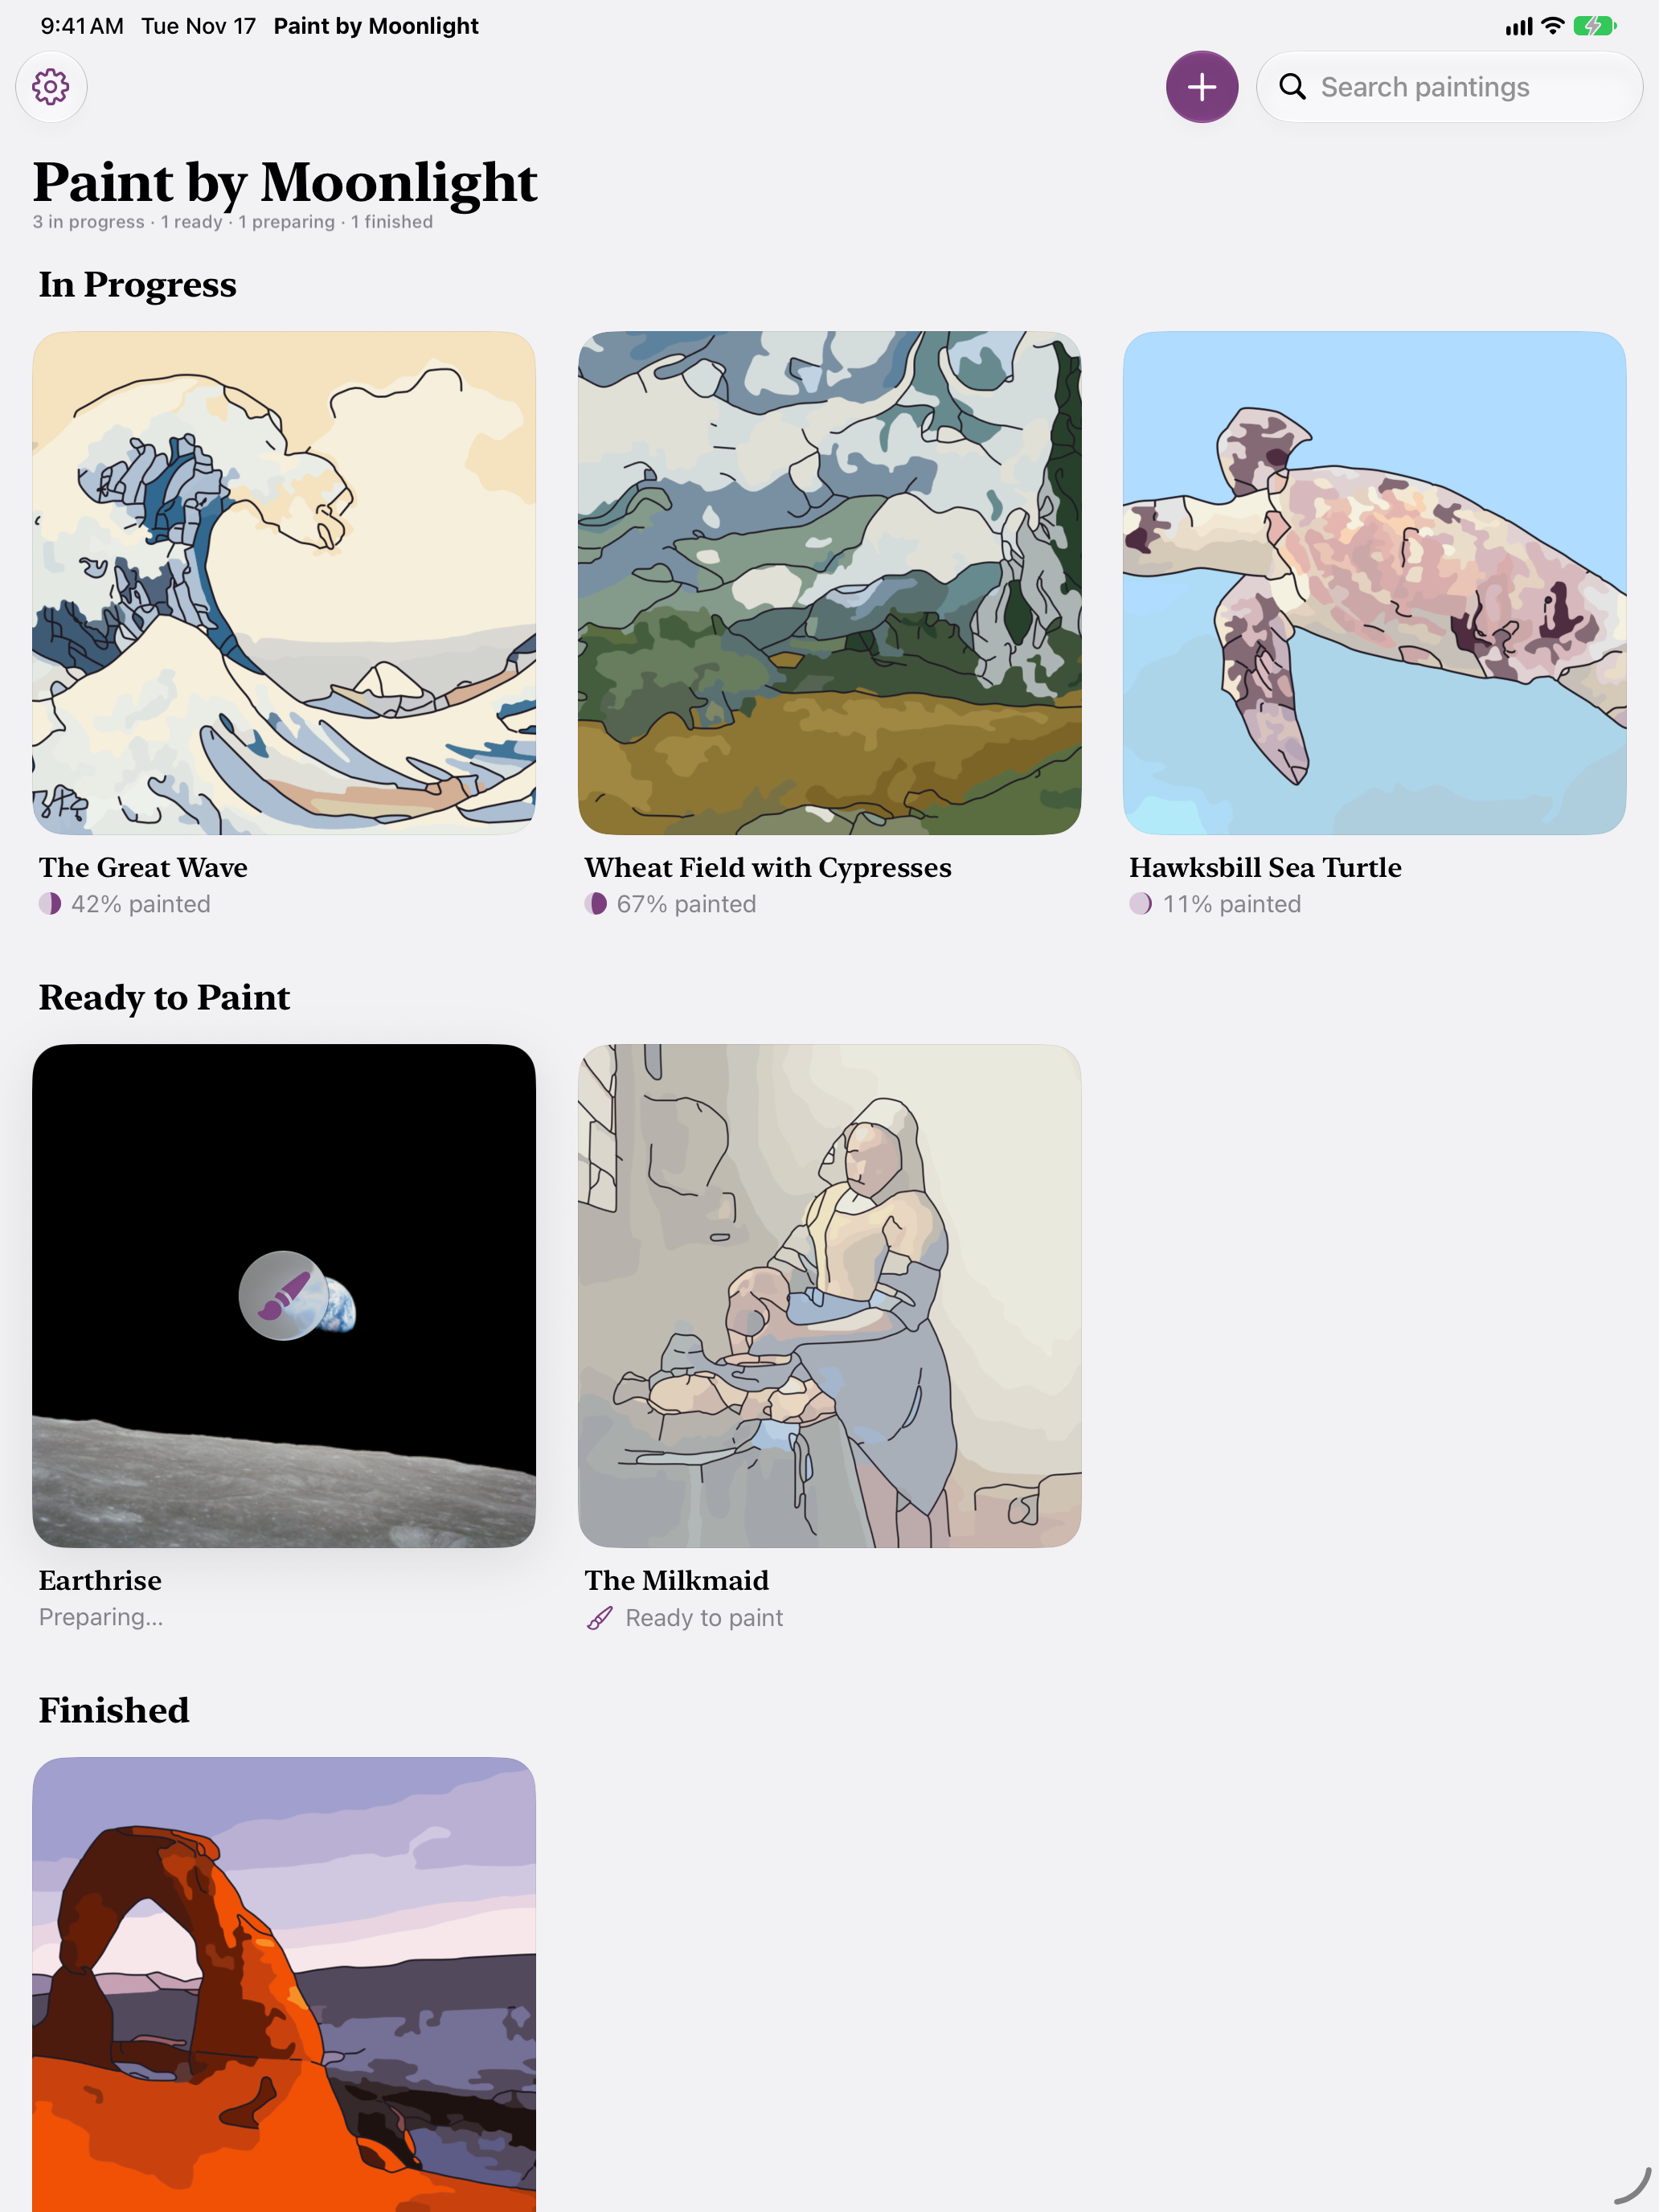 9:41 AM Tue Nov 17 Paint by Moonlight
Search paintings
Paint by Moonlight
3 in progress · 1 ready · 1 preparing · 1 finished
In Progress
The Great Wave
42% painted
Wheat Field with Cypresses
67% painted
Hawksbill Sea Turtle
11% painted
Ready to Paint
Earthrise
Preparing...
The Milkmaid
Ready to paint
Finished